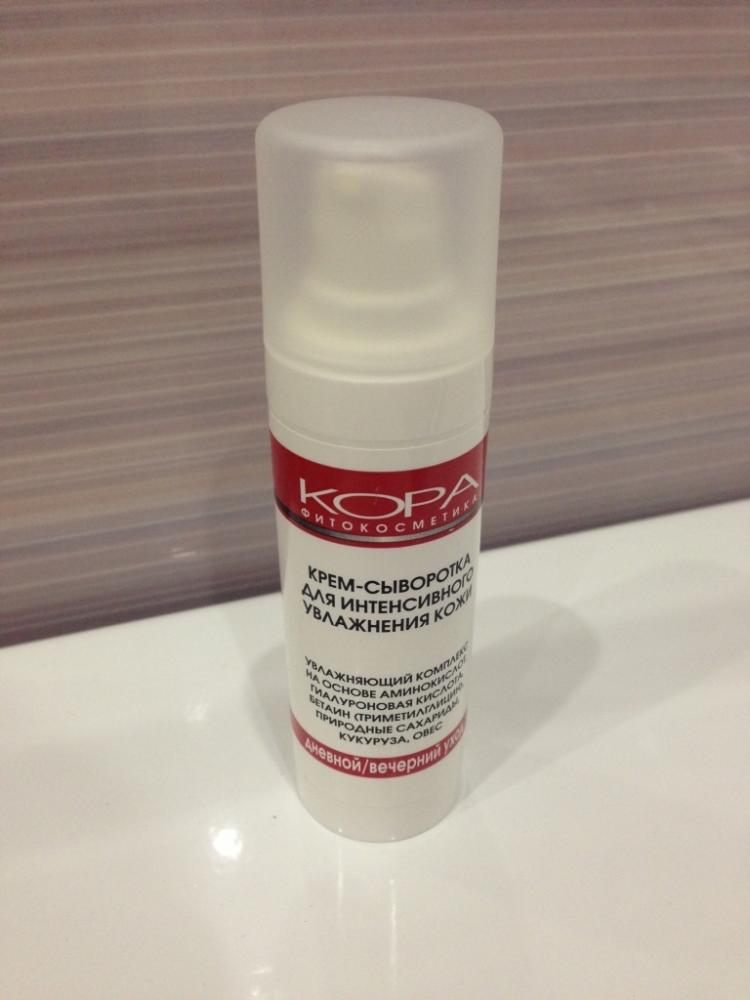 КОРА
ФИТОКОСМЕТИКА
КРЕМ-СЫВОРОТКА
ДЛЯ ИНТЕНСИВНОГО
УВЛАЖНЕНИЯ КОЖИ
УВЛАЖНЯЮЩИЙ КОМПЛЕКС
НА ОСНОВЕ АМИНОКИСЛОТ,
ГИАЛУРОНОВАЯ КИСЛОТА,
БЕТАИН (ТРИМЕТИЛГЛИЦИН),
ПРИРОДНЫЕ САХАРИДЫ,
КУКУРУЗА, ОВЕС
дневной/вечерний уход